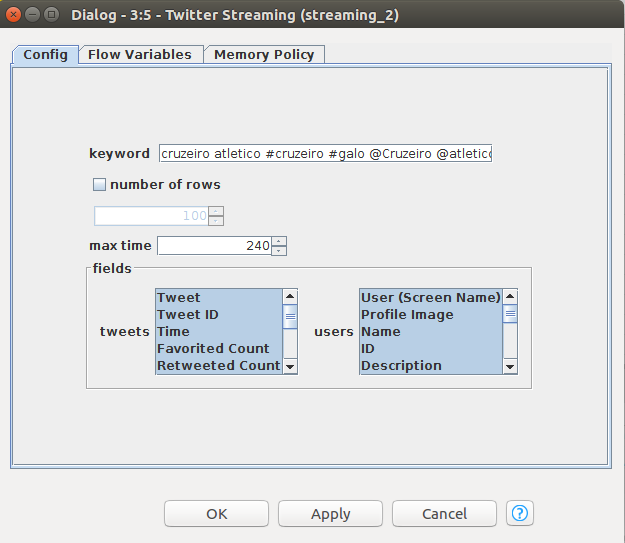 Dialog - 3:5 - Twitter Streaming (streaming_2)
Config Flow Variables Memory Policy
keyword cruzeiro atletico #cruzeiro #galo @Cruzeiro @atletico
number of rows
100
max time 240
fields
tweets
Tweet
Tweet ID
Time
Favorited Count
Retweeted Count
users
User (Screen Name)
Profile Image
Name
ID
Description
OK Apply Cancel ?